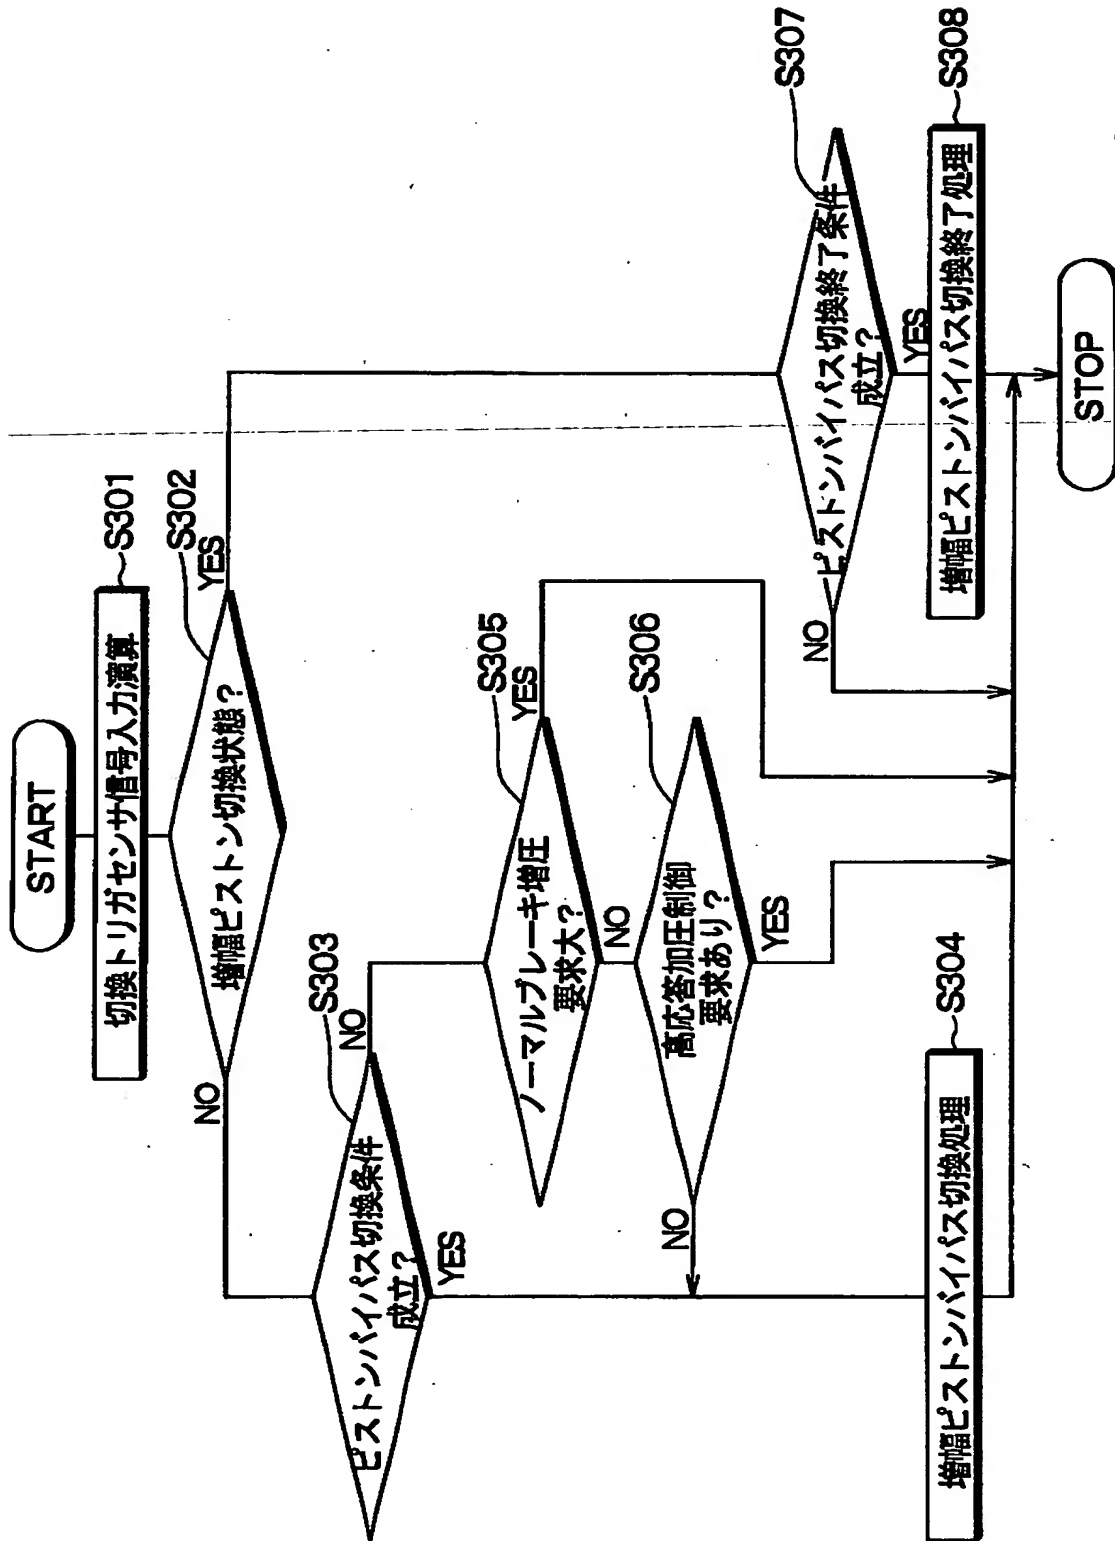 START
切換トリガセンサ信号入力演算
S301
増幅ピストン切換状態？
S302
YES
NO
ピストンバイパス切換条件
成立？
S303
NO
YES
ノーマルブレーキ増圧
要求大？
S305
YES
NO
高応答加圧制御
要求あり？
S306
NO
YES
増幅ピストンバイパス切換処理
S304
ピストンバイパス切換終了条件
成立？
S307
NO
YES
増幅ピストンバイパス切換終了処理
S308
STOP